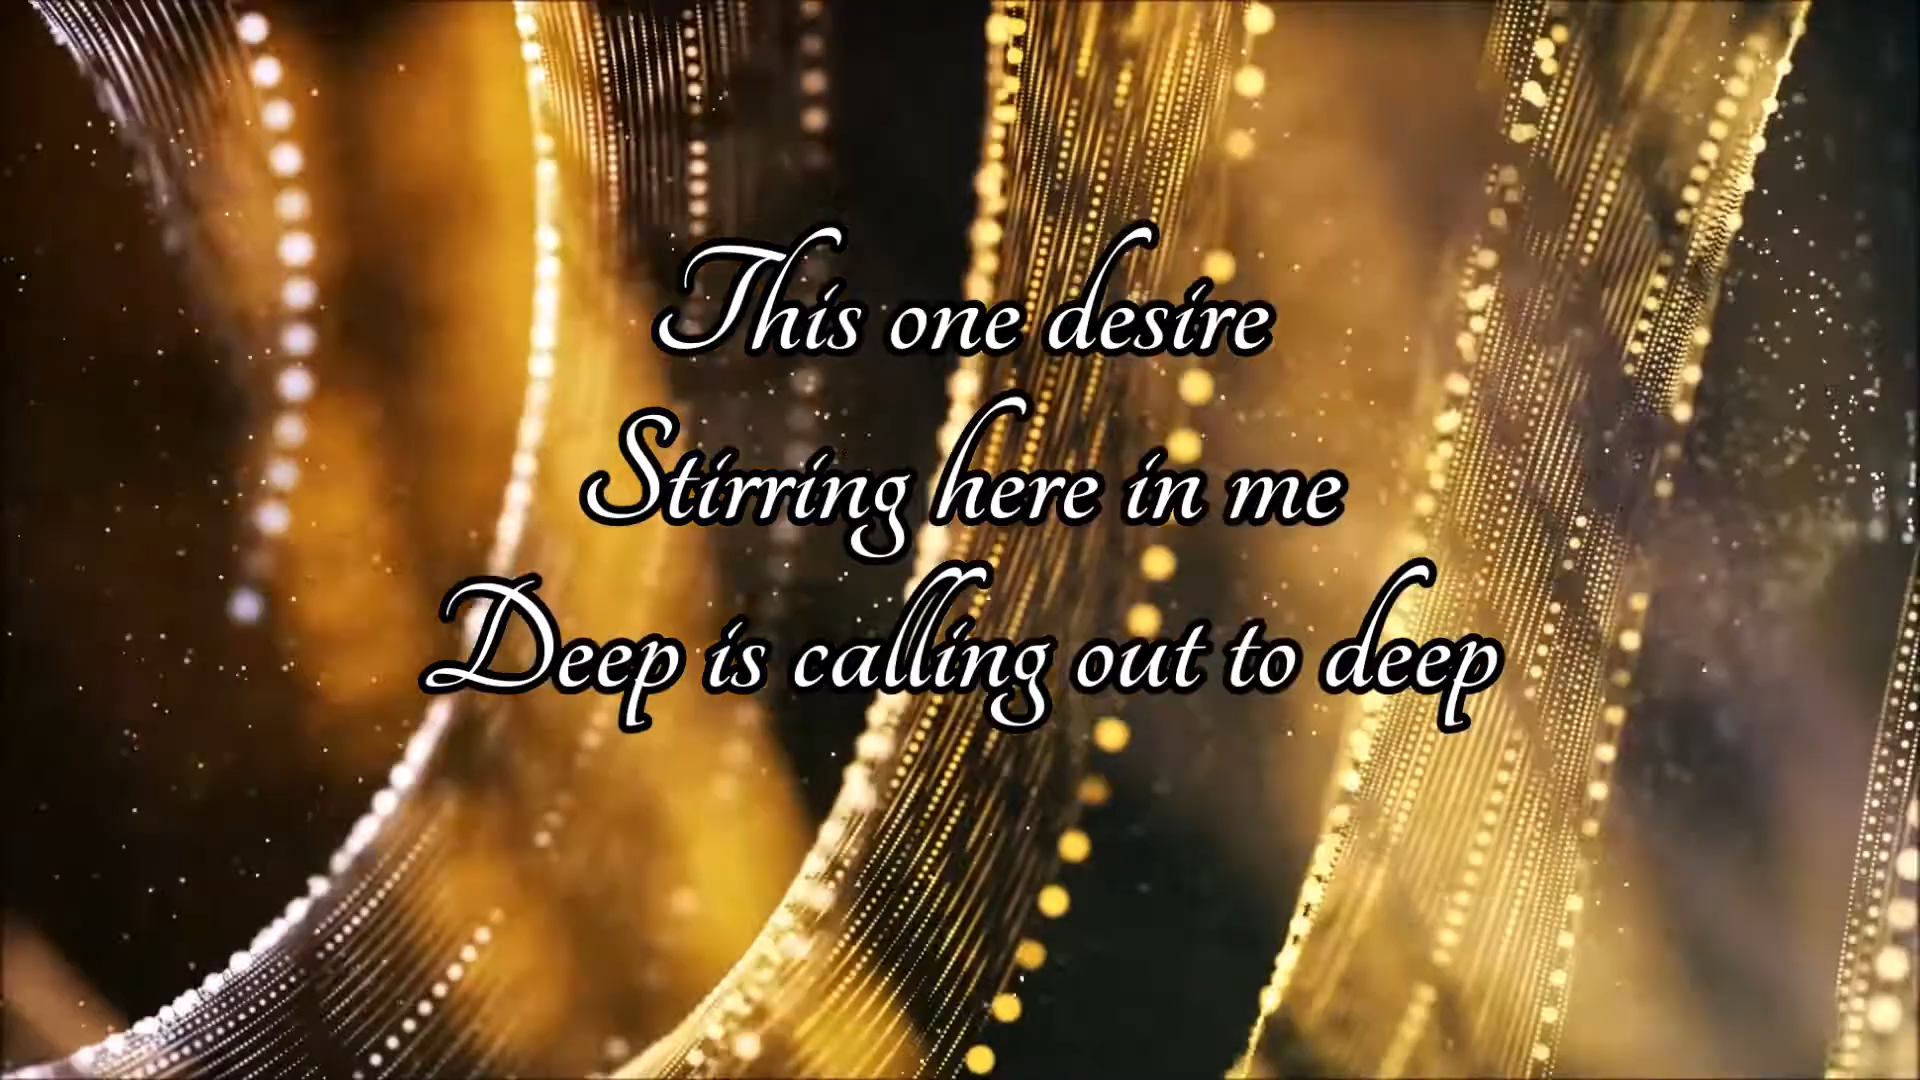 This one desire
Stirring here in me
Deep is calling out to deep